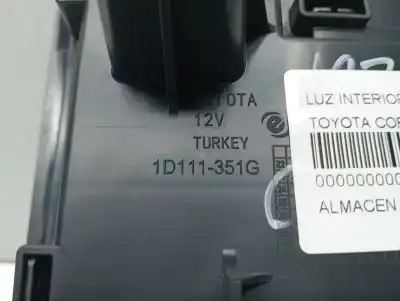 TOYOTA
12V
TURKEY
1D111-351G
LUZ INTERIOR
TOYOTA COR
000000000
ALMACEN